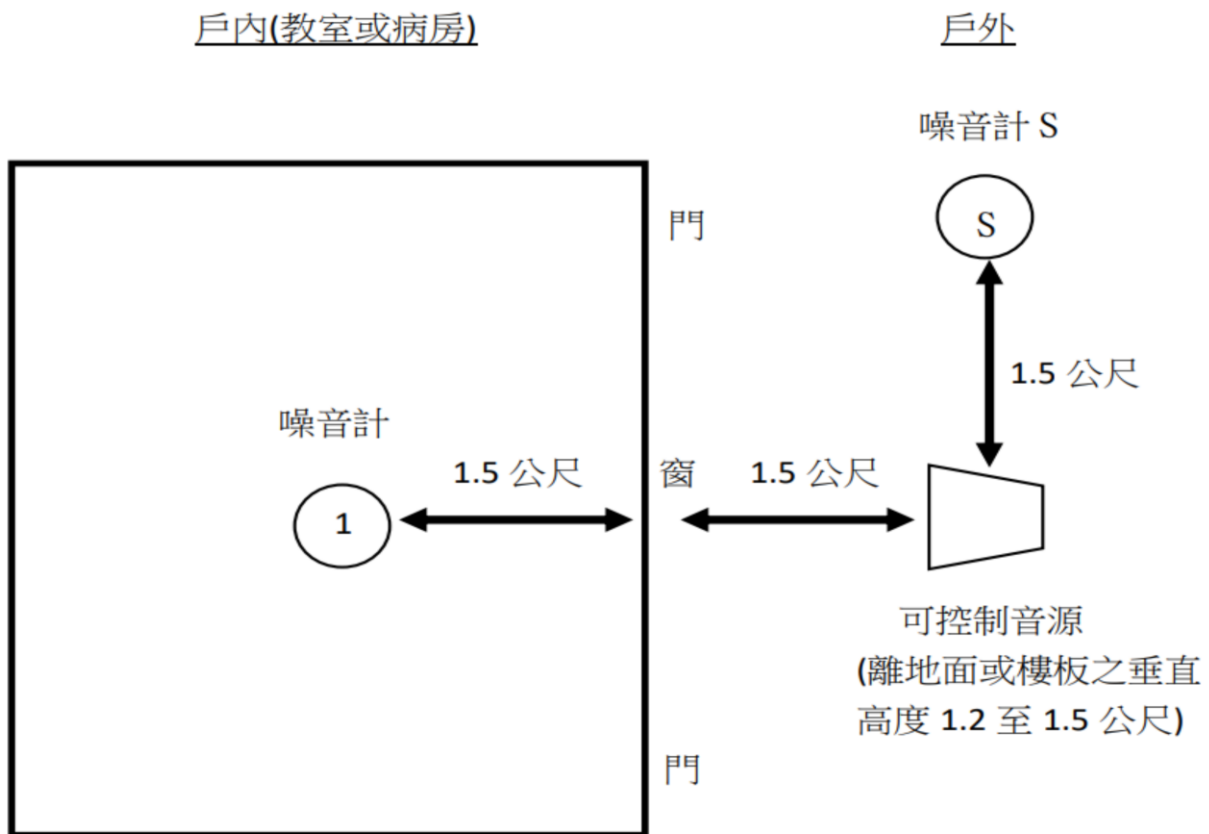 戶內(教室或病房)
戶外
噪音計 S
門
S
1.5 公尺
噪音計
1.5 公尺
窗
1.5 公尺
1
可控制音源
(離地面或樓板之垂直
高度 1.2 至 1.5 公尺)
門